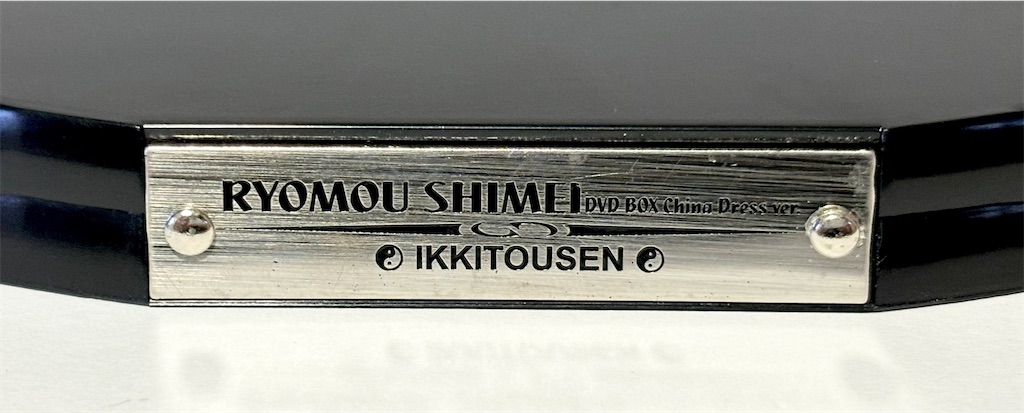 RYOMOU SHIMEI DVD BOX China Dress ver.
☯ IKKITOUSEN ☯